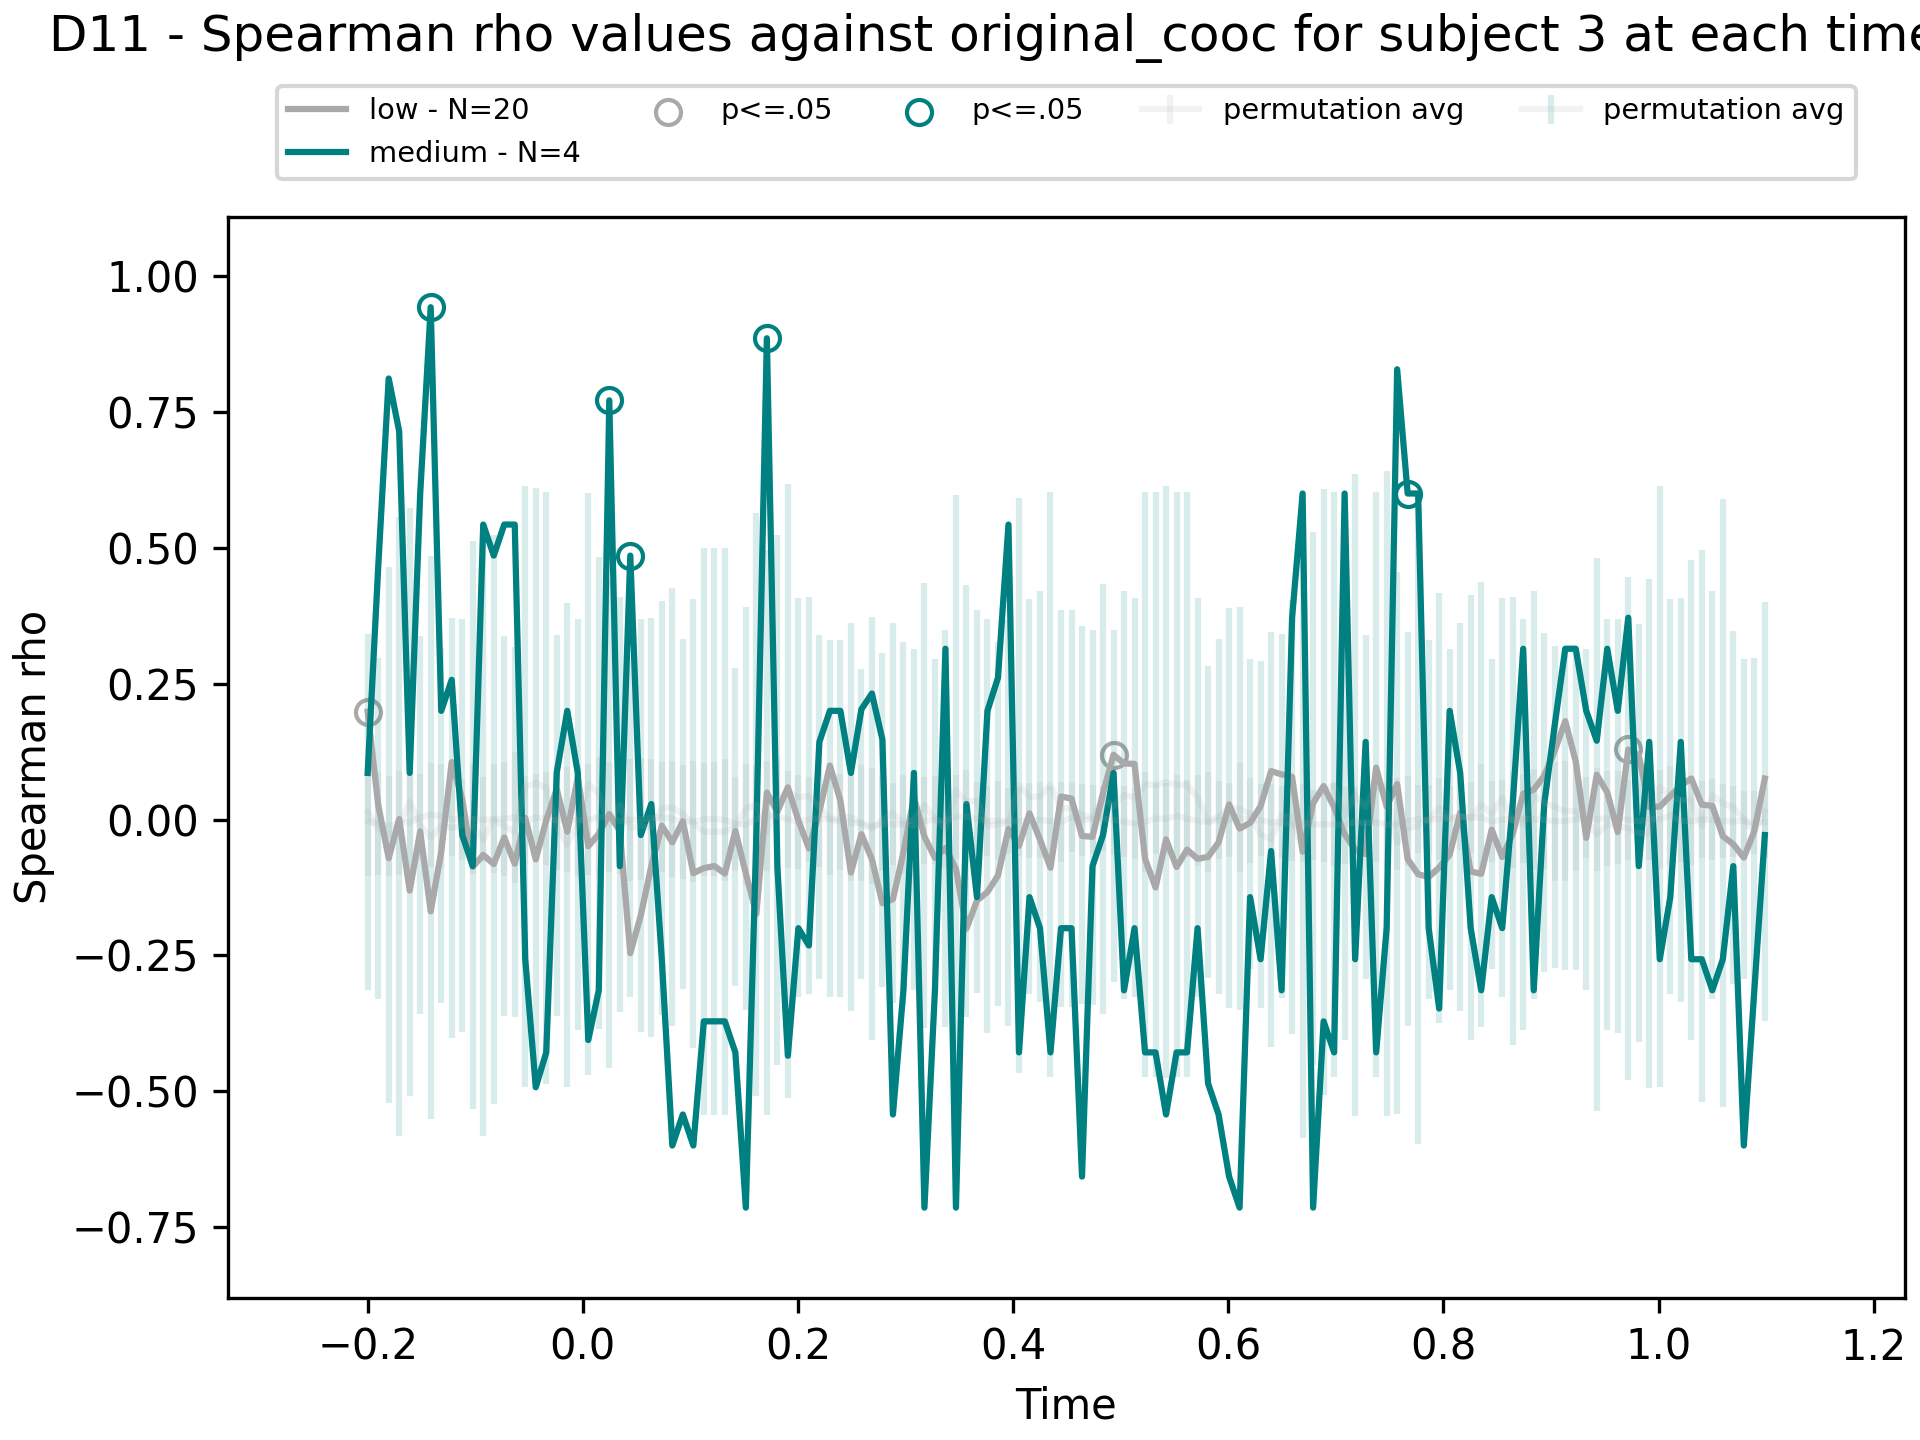 D11 - Spearman rho values against original_cooc for subject 3 at each time
low - N=20
medium - N=4
p<=.05
p<=.05
permutation avg
permutation avg
1.00
0.75
0.50
0.25
0.00
−0.25
−0.50
−0.75
Spearman rho
−0.2
0.0
0.2
0.4
0.6
0.8
1.0
1.2
Time